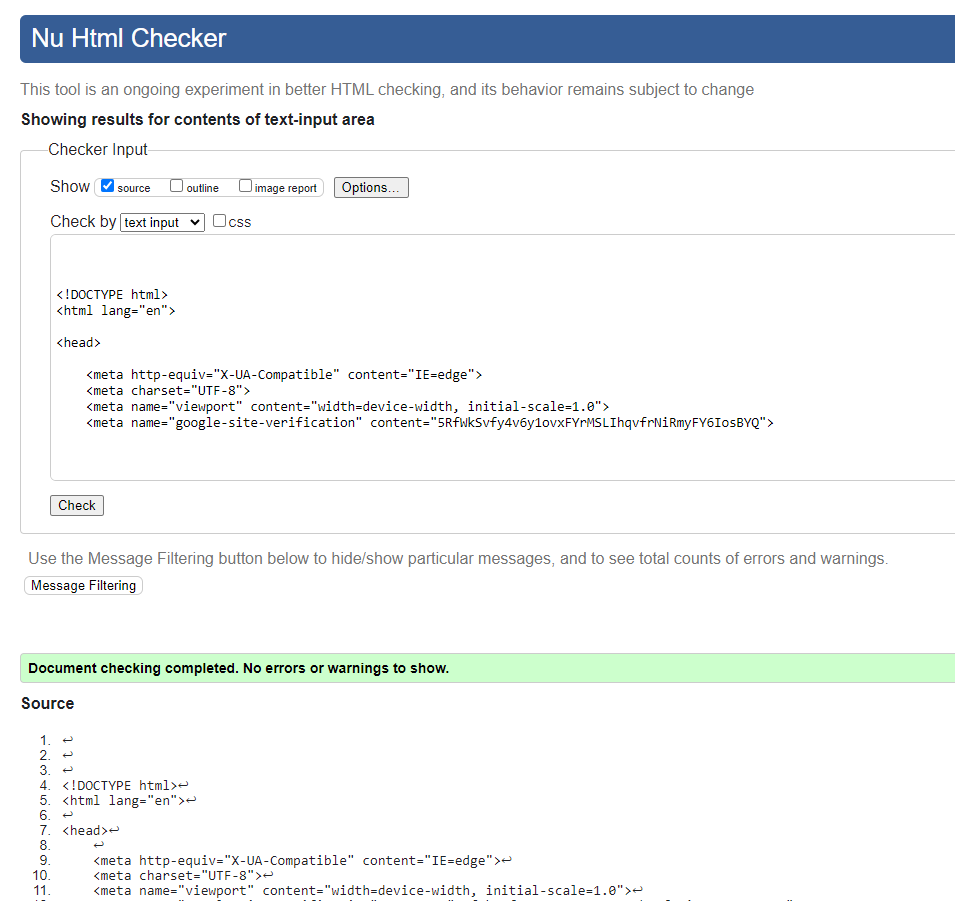 Nu Html Checker
This tool is an ongoing experiment in better HTML checking, and its behavior remains subject to change
Showing results for contents of text-input area
Checker Input
Show source outline image report Options...
Check by text input css
<!DOCTYPE html>
<html lang="en">
<head>
<meta http-equiv="X-UA-Compatible" content="IE=edge">
<meta charset="UTF-8">
<meta name="viewport" content="width=device-width, initial-scale=1.0">
<meta name="google-site-verification" content="5RfWkSvfy4v6y1ovxFYrMSLIhqvfrNiRmyFY6IosBYQ">
Check
Use the Message Filtering button below to hide/show particular messages, and to see total counts of errors and warnings.
Message Filtering
Document checking completed. No errors or warnings to show.
Source
1. ↩
2. ↩
3. ↩
4. <!DOCTYPE html>↩
5. <html lang="en">↩
6. ↩
7. <head>↩
8. ↩
9. <meta http-equiv="X-UA-Compatible" content="IE=edge">↩
10. <meta charset="UTF-8">↩
11. <meta name="viewport" content="width=device-width, initial-scale=1.0">↩